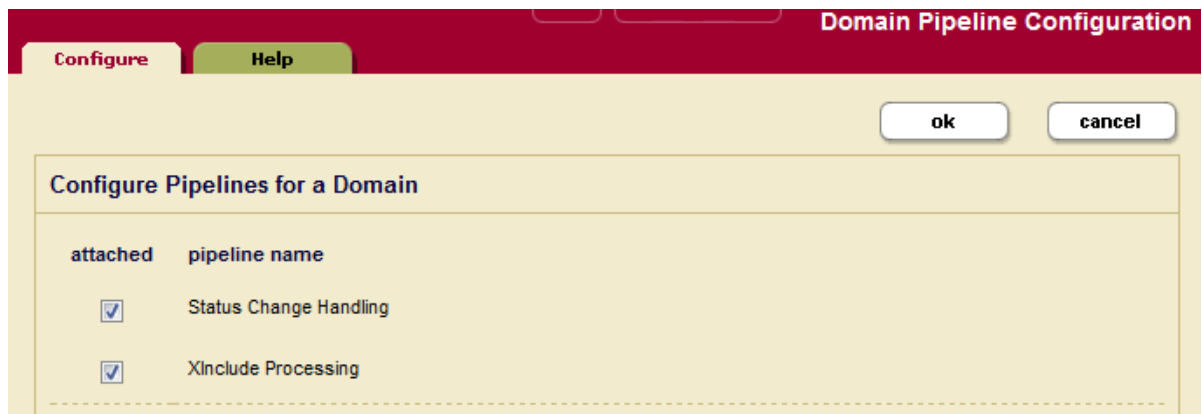 Domain Pipeline Configuration
Configure Help
ok cancel
Configure Pipelines for a Domain
attached pipeline name
Status Change Handling
XInclude Processing